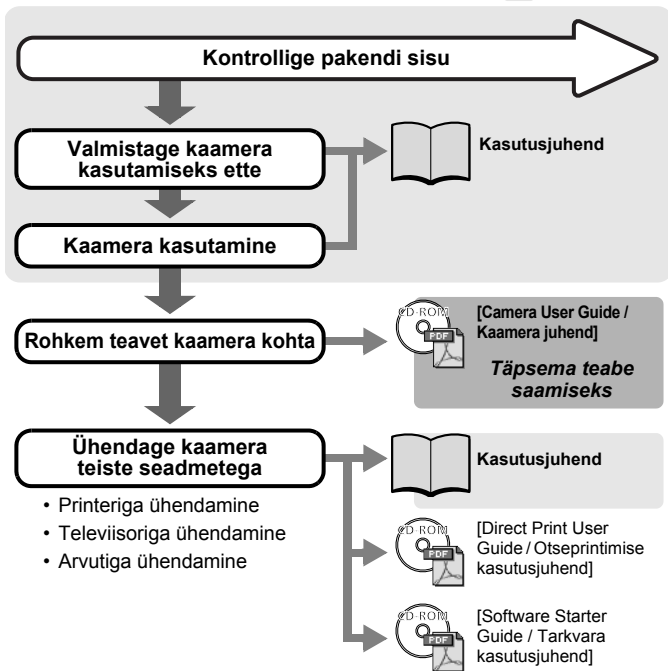 Kontrollige pakendi sisu
Valmistage kaamera
kasutamiseks ette
Kasutusjuhend
Kaamera kasutamine
Rohkem teavet kaamera kohta
CD-ROM
PDF
[Camera User Guide /
Kaamera juhend]
Täpsema teabe
saamiseks
Ühendage kaamera
teiste seadmetega
• Printeriga ühendamine
• Televiisoriga ühendamine
• Arvutiga ühendamine
Kasutusjuhend
CD-ROM
PDF
[Direct Print User
Guide / Otseprintimise
kasutusjuhend]
CD-ROM
PDF
[Software Starter
Guide / Tarkvara
kasutusjuhend]